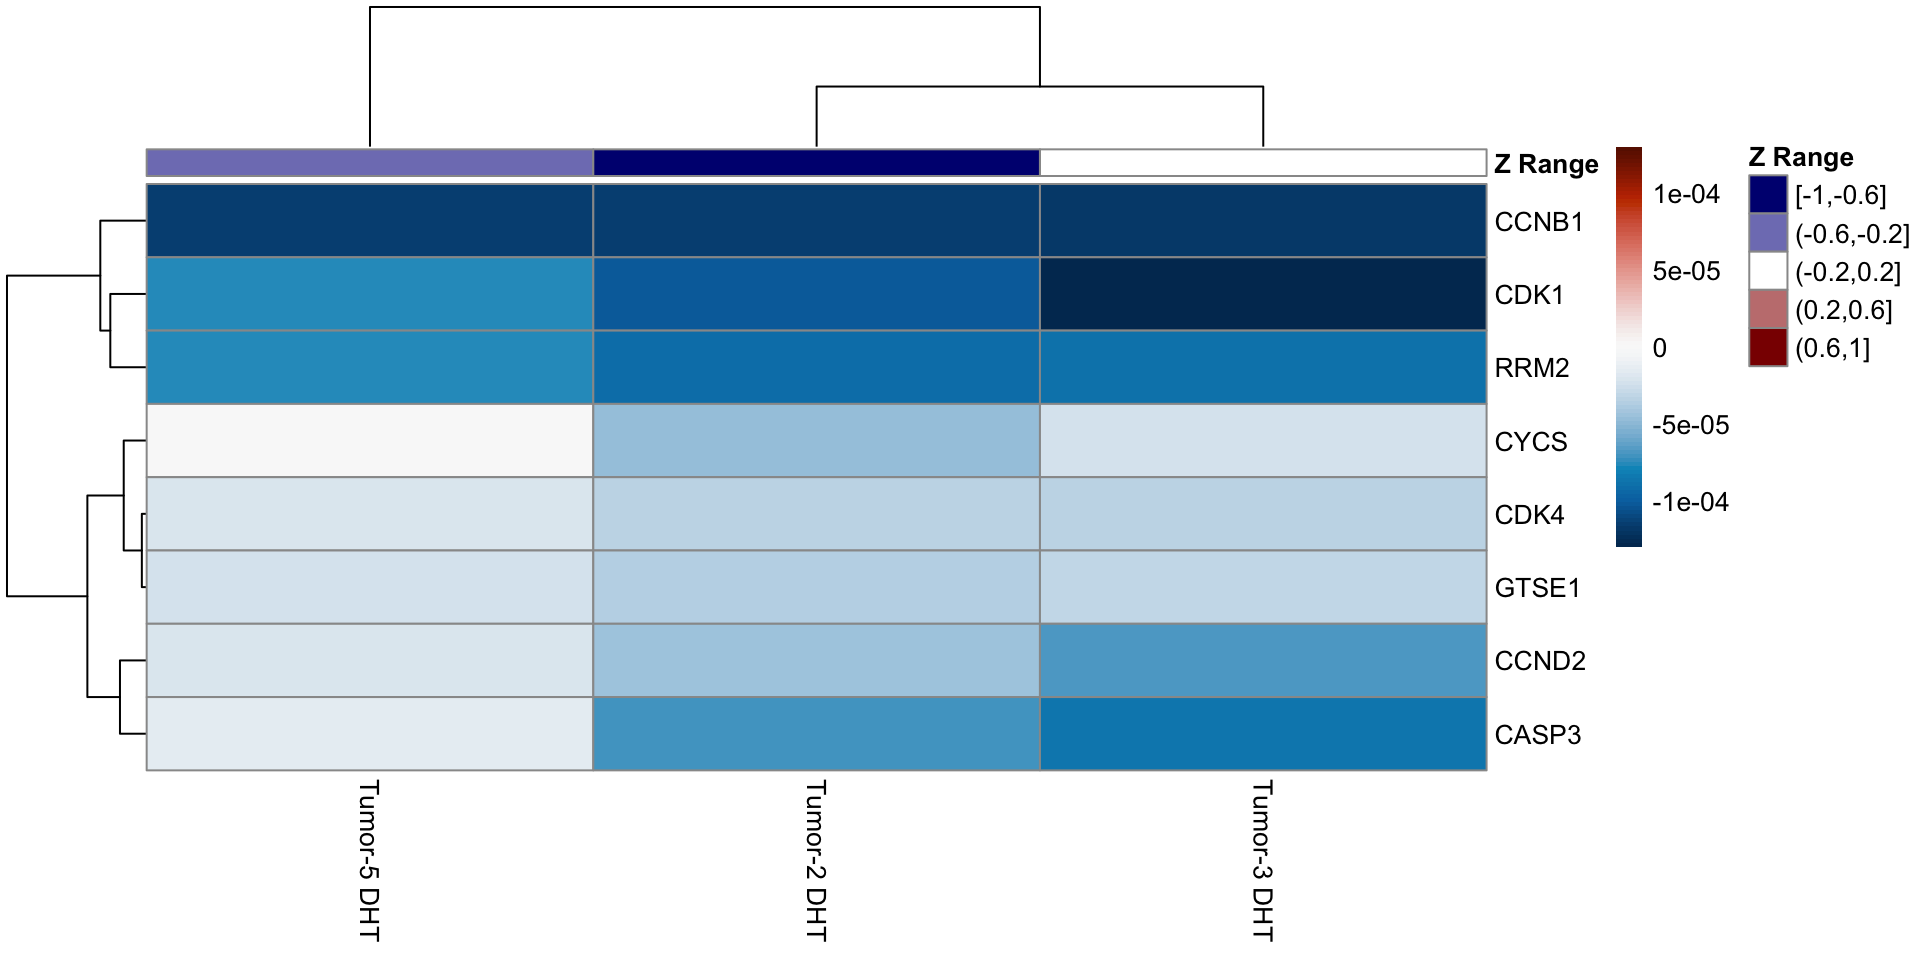 Z Range
CCNB1
CDK1
RRM2
CYCS
CDK4
GTSE1
CCND2
CASP3
Tumor-5 DHT
Tumor-2 DHT
Tumor-3 DHT
1e-04
5e-05
0
-5e-05
-1e-04
Z Range
[-1,-0.6]
(-0.6,-0.2]
(-0.2,0.2]
(0.2,0.6]
(0.6,1]